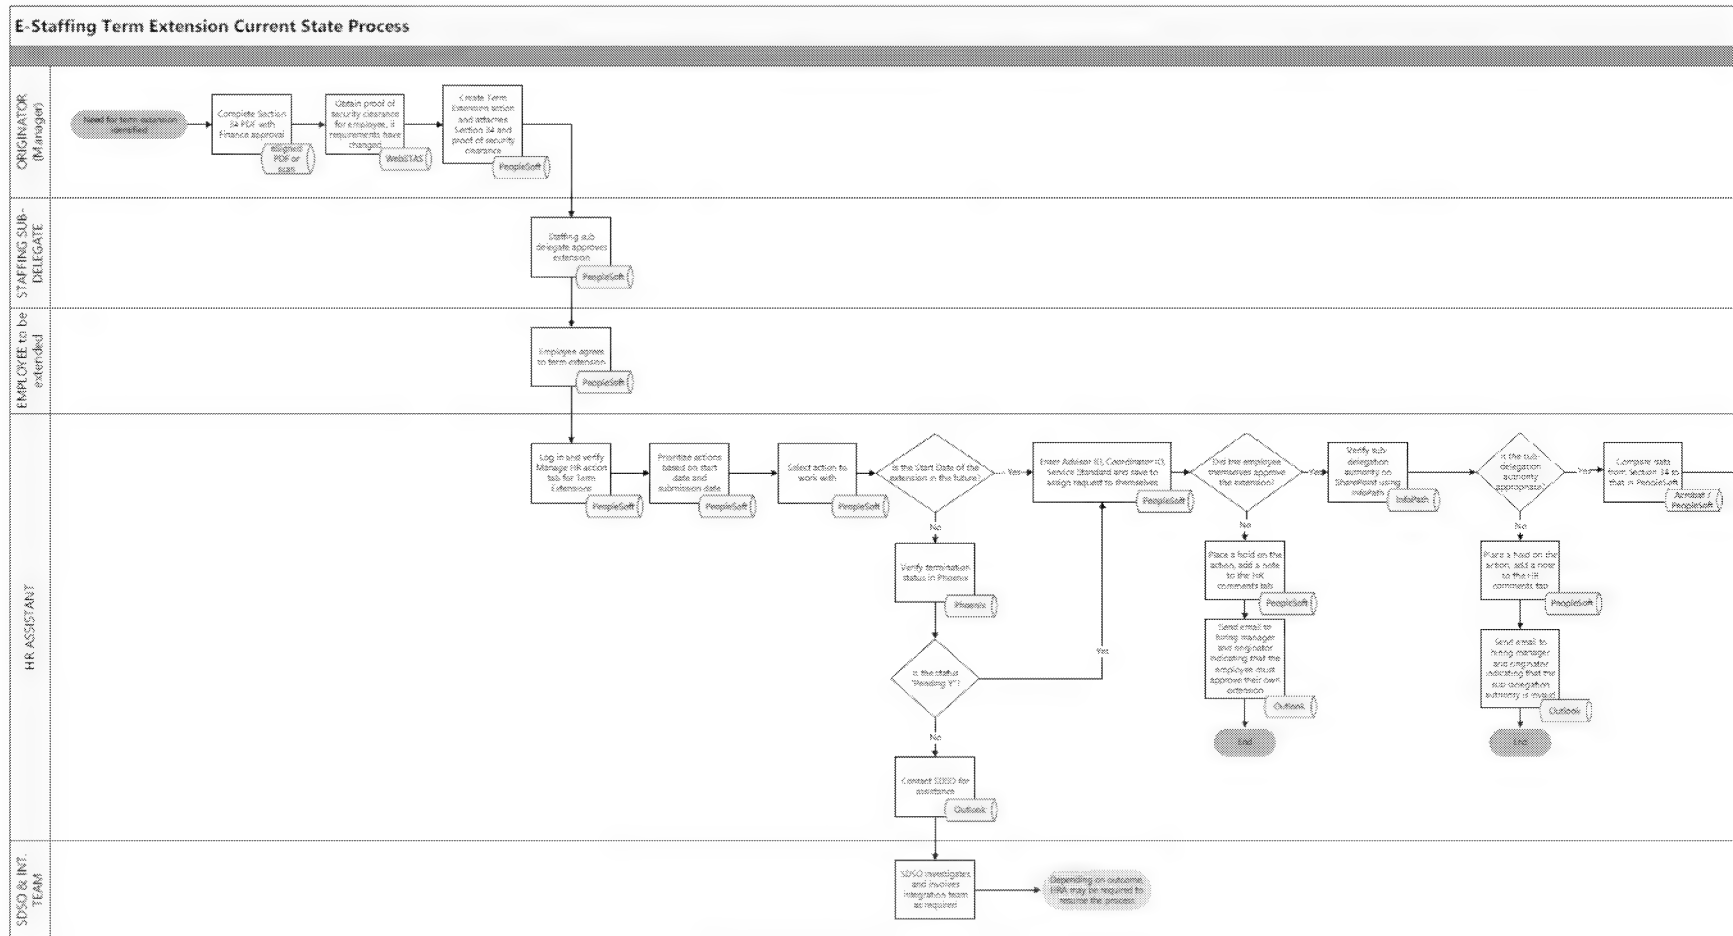 E-Staffing Term Extension Current State Process
ORIGINATOR
(Manager)
Need for term extension
identified
Complete Section
34 PDF with
Finance approval
PDF or
scan
Obtain proof of
security clearance
for employee, if
requirements have
changed
WebSTAS
Create Term
Extension action
and attaches
Section 34 and
proof of security
clearance
PeopleSoft
STAFFING SUB-
DELEGATE
Staffing sub
delegate approves
extension
PeopleSoft
EMPLOYEE to be
extended
Employee agrees
to term extension
PeopleSoft
HR ASSISTANT
Log in and verify
Manage HR action
tab for Term
Extensions
PeopleSoft
Prioritize actions
based on start
date and
submission date
PeopleSoft
Select action to
work with
PeopleSoft
Is the Start Date of the
extension in the future?
Yes
No
Verify termination
status in Phoenix
Phoenix
Is the status
"Pending Y"?
Yes
No
Contact SDSO for
assistance
Outlook
Enter Advisor ID, Coordinator ID,
Service Standard and save to
assign request to themselves
PeopleSoft
Did the employee
themselves approve
the extension?
Yes
No
Place a hold on the
action, add a note
to the HR
comments tab
PeopleSoft
Send email to
hiring manager
and originator
indicating that the
employee must
approve their own
extension
Outlook
End
Verify sub-
delegation
authority on
SharePoint using
InfoPath
InfoPath
Is the sub-
delegation
authority
appropriate?
Yes
No
Place a hold on the
action, add a note
to the HR
comments tab
PeopleSoft
Send email to
hiring manager
and originator
indicating that the
sub-delegation
authority is invalid
Outlook
End
Compare data
from Section 34 to
that in PeopleSoft
Acrobat /
PeopleSoft
SDSO & INT.
TEAM
SDSO investigates
and involves
integration team
as required
Depending on outcome,
HRA may be required to
resume the process